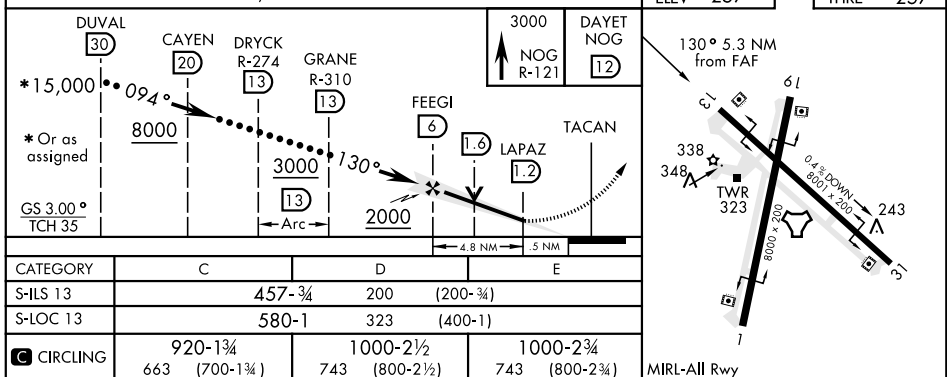 DUVAL
30
CAYEN
20
DRYCK
R-274
13
GRANE
R-310
13
3000
NOG
R-121
DAYET
NOG
12
* 15,000
094°
* Or as
assigned
8000
3000
13
Arc
130°
FEEGI
6
1.6
LAPAZ
1.2
TACAN
2000
GS 3.00°
TCH 35
4.8 NM
.5 NM
CATEGORY C D E
S-ILS 13 457-¾ 200 (200-¾)
S-LOC 13 580-1 323 (400-1)
C CIRCLING 920-1¾ 1000-2½ 1000-2¾
663 (700-1¾) 743 (800-2½) 743 (800-2¾)
130° 5.3 NM
from FAF
13
19
338
348
TWR
323
0.4% DOWN
8001 x 200
243
8000 x 200
31
1
MIRL-All Rwy